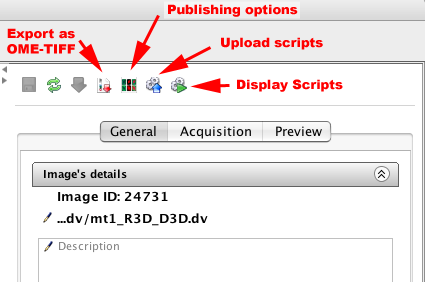 Publishing options
Export as
OME-TIFF
Upload scripts
Display Scripts
General Acquisition Preview
Image's details
Image ID: 24731
...dv/mt1_R3D_D3D.dv
Description